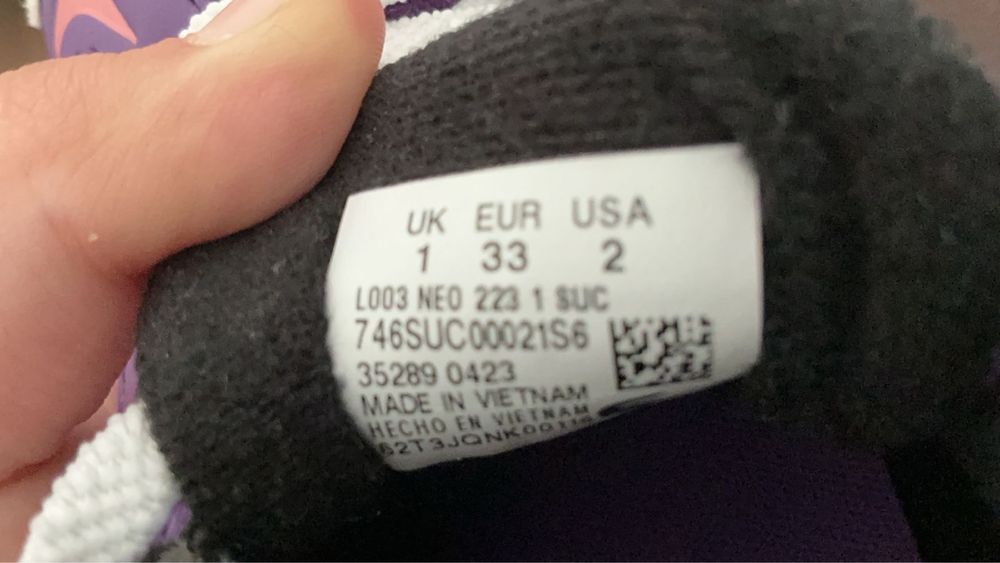 UK EUR USA
1 33 2
L003 NEO 223 1 SUC
746SUC00021S6
35289 0423
MADE IN VIETNAM
HECHO EN VIETNAM